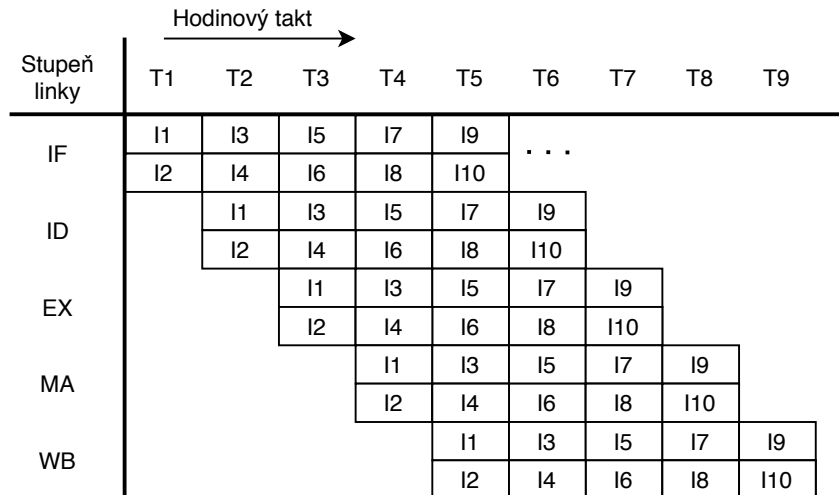 Hodinový takt
Stupeň
linky
T1 T2 T3 T4 T5 T6 T7 T8 T9
IF
I1 I3 I5 I7 I9
. . .
I2 I4 I6 I8 I10
ID
I1 I3 I5 I7 I9
I2 I4 I6 I8 I10
EX
I1 I3 I5 I7 I9
I2 I4 I6 I8 I10
MA
I1 I3 I5 I7 I9
I2 I4 I6 I8 I10
WB
I1 I3 I5 I7 I9
I2 I4 I6 I8 I10